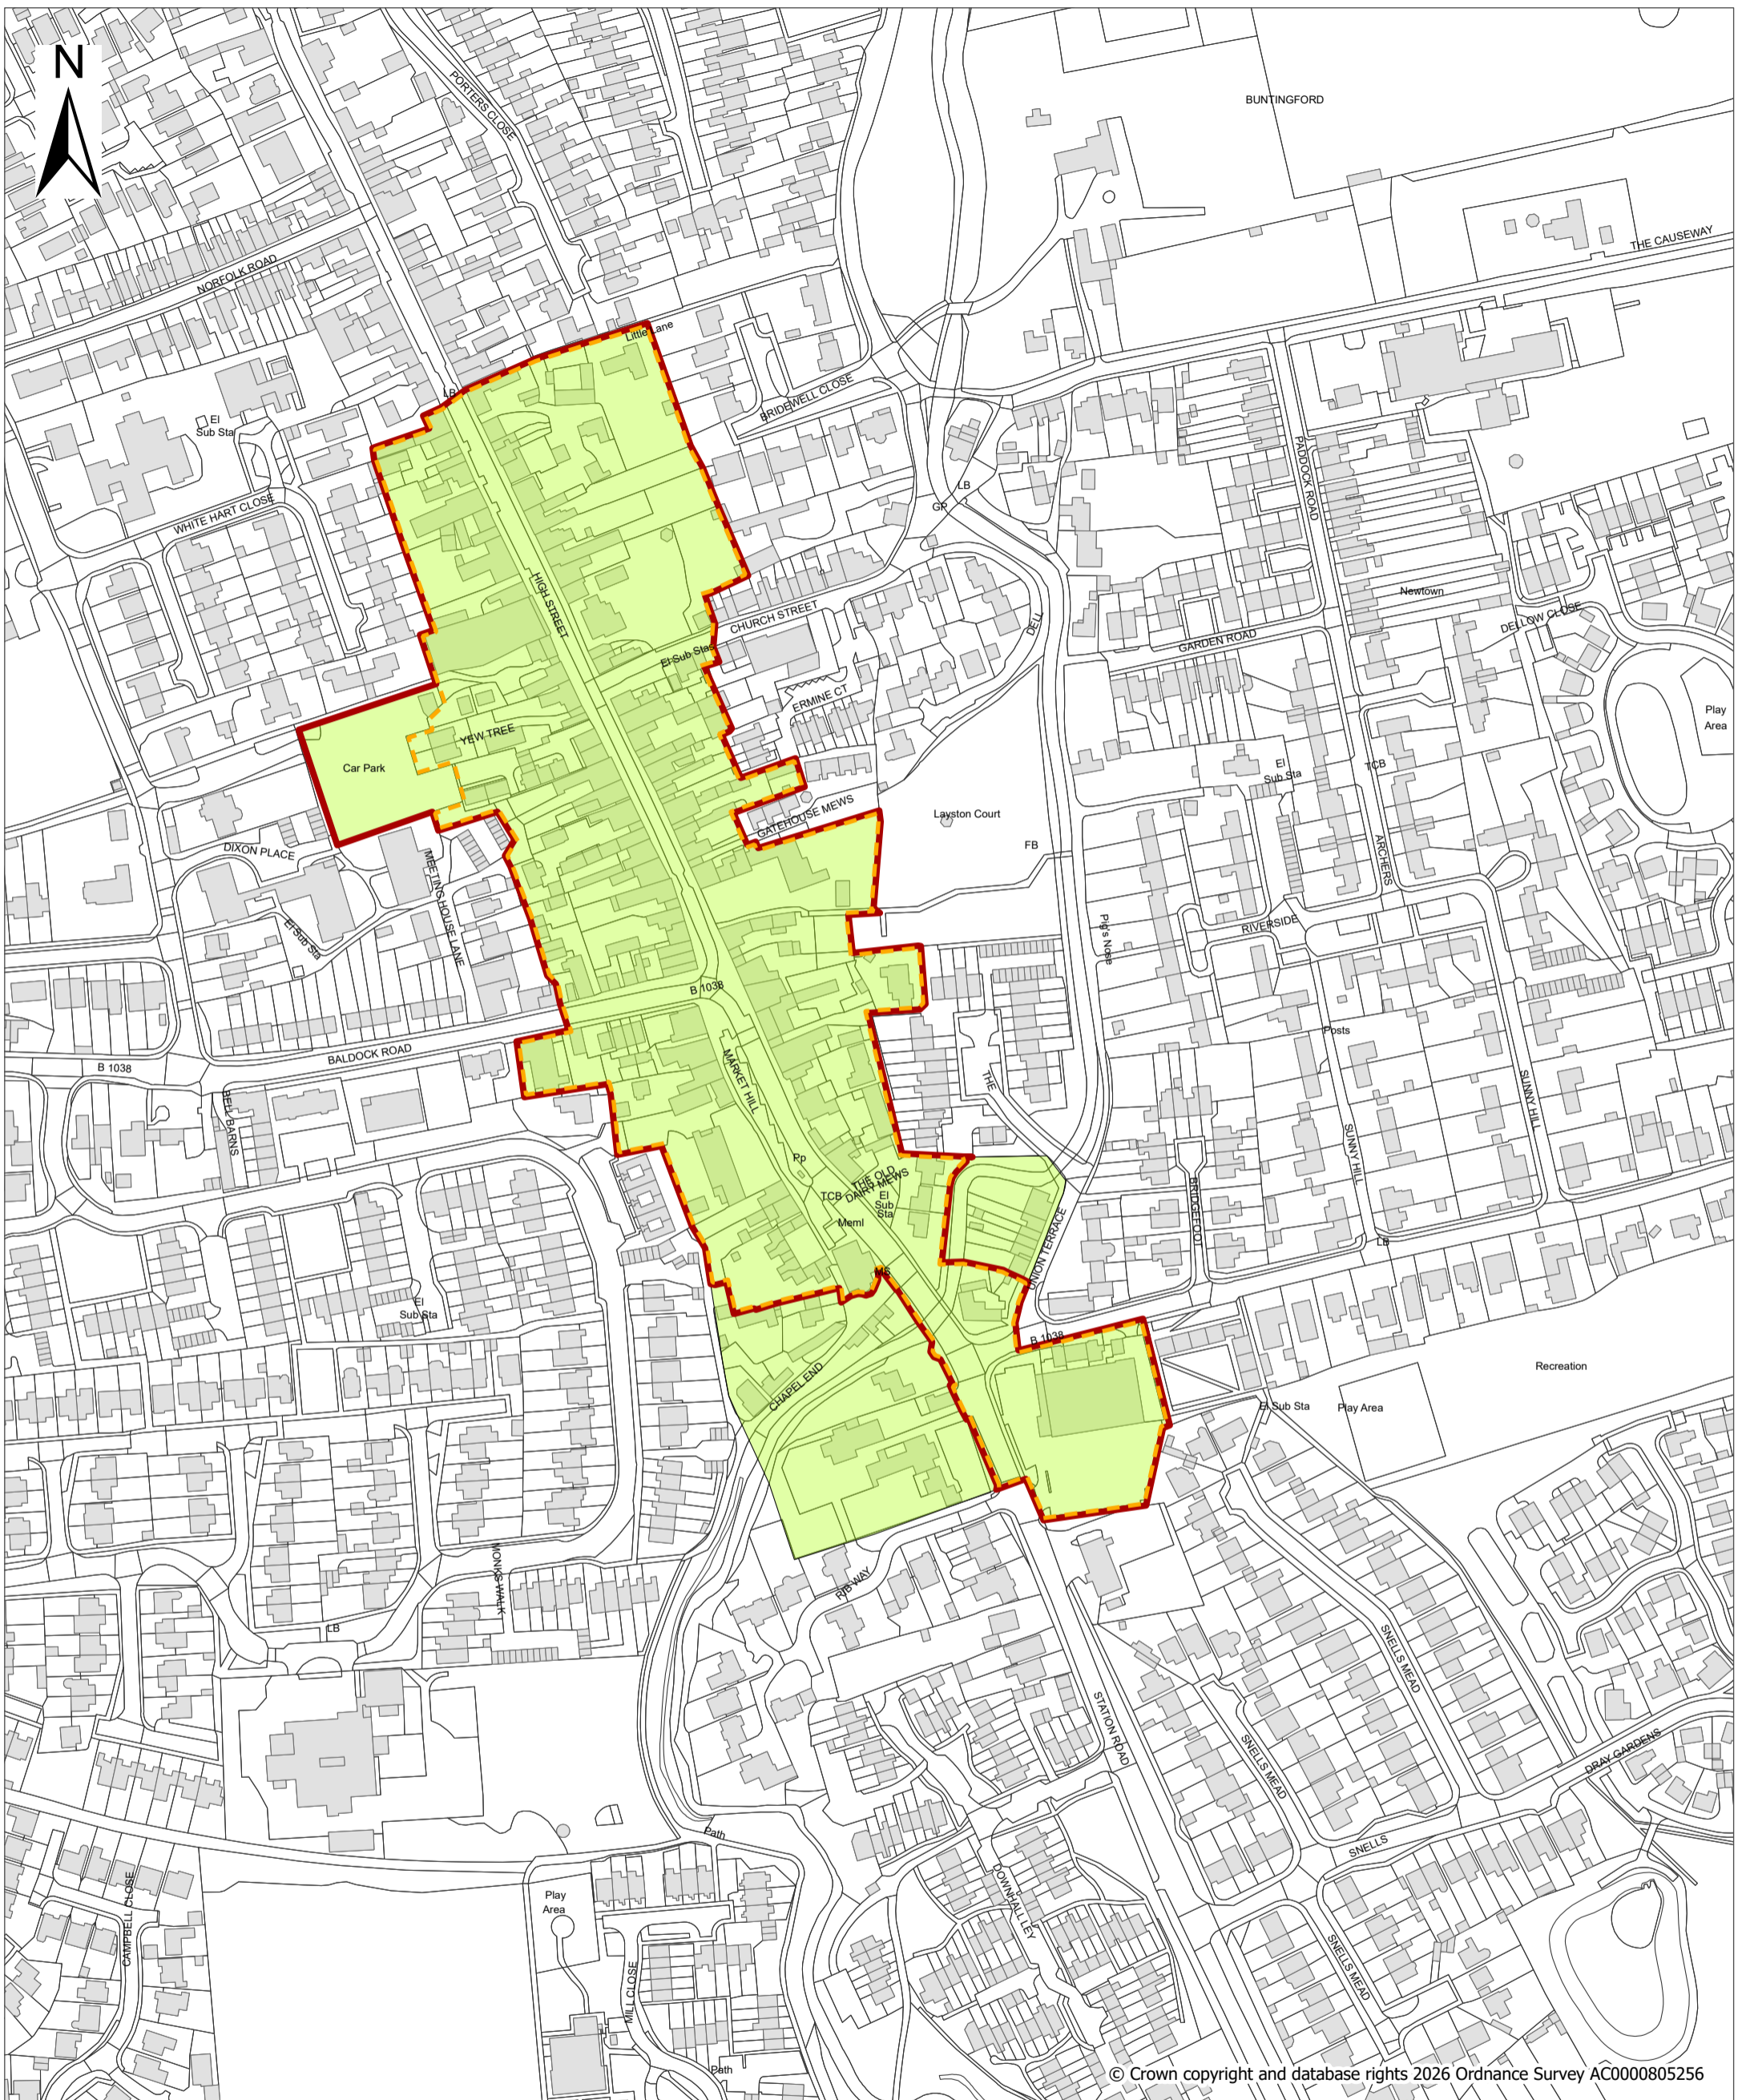 N
BUNTINGFORD
PORTERS CLOSE
THE CAUSEWAY
NORFOLK ROAD
Little Lane
BRIDEWELL CLOSE
LB
El
Sub Sta
PADDOCK ROAD
LB
GP
WHITE HART CLOSE
HIGH STREET
Newtown
CHURCH STREET
DELL
DELLOW CLOSE
GARDEN ROAD
El Sub Sta
ERMINE CT
Play
Area
YEW TREE
Car Park
El
Sub Sta
TCB
GATEHOUSE MEWS
Layston Court
FB
DIXON PLACE
MEETING HOUSE LANE
ARCHERS
El Sub Sta
Pig's Nose
RIVERSIDE
B 1038
Posts
BALDOCK ROAD
B 1038
MARKET HILL
THE
SUNNY HILL
BELL BARNS
SUNNY HILL
Pp
THE OLD
DAIRY MEWS
TCB
El
Sub
Sta
Meml
BRIDGEFOOT
UNION TERRACE
LB
MS
El
Sub Sta
B 1038
Recreation
CHAPEL END
El Sub Sta
Play Area
MONKS WALK
RIB WAY
LB
SNELLS MEAD
STATION ROAD
SNELLS MEAD
DRAY GARDENS
Path
SNELLS
CAMPBELL CLOSE
Play
Area
DOWNHALL LEY
SNELLS MEAD
MILL CLOSE
Path
© Crown copyright and database rights 2026 Ordnance Survey AC0000805256